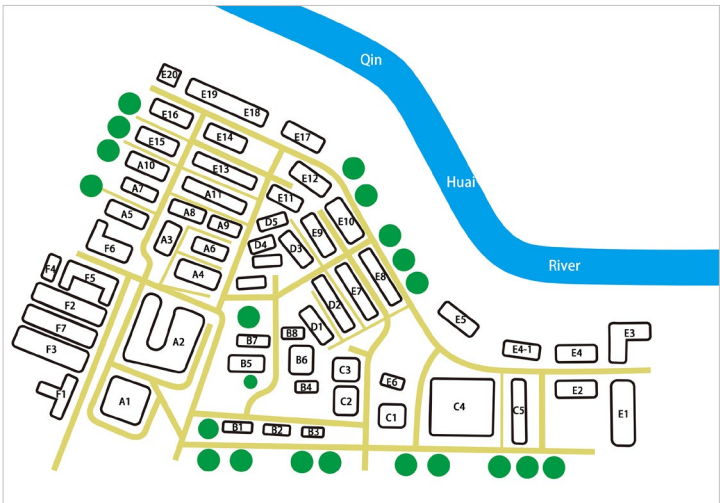 Qin
Huai
River
E20
E19
E18
E16
E14
E17
E15
E13
E12
A10
A11
E11
A7
A8
A9
D5
E10
A5
A3
A6
D4
D3
E9
F6
A4
F4
F5
E8
F2
D2
E7
F7
A2
D1
E5
F3
B7
B8
E3
B5
B6
C3
E4-1
E4
F1
B4
E6
E2
A1
C2
C1
C4
C5
E1
B1
B2
B3